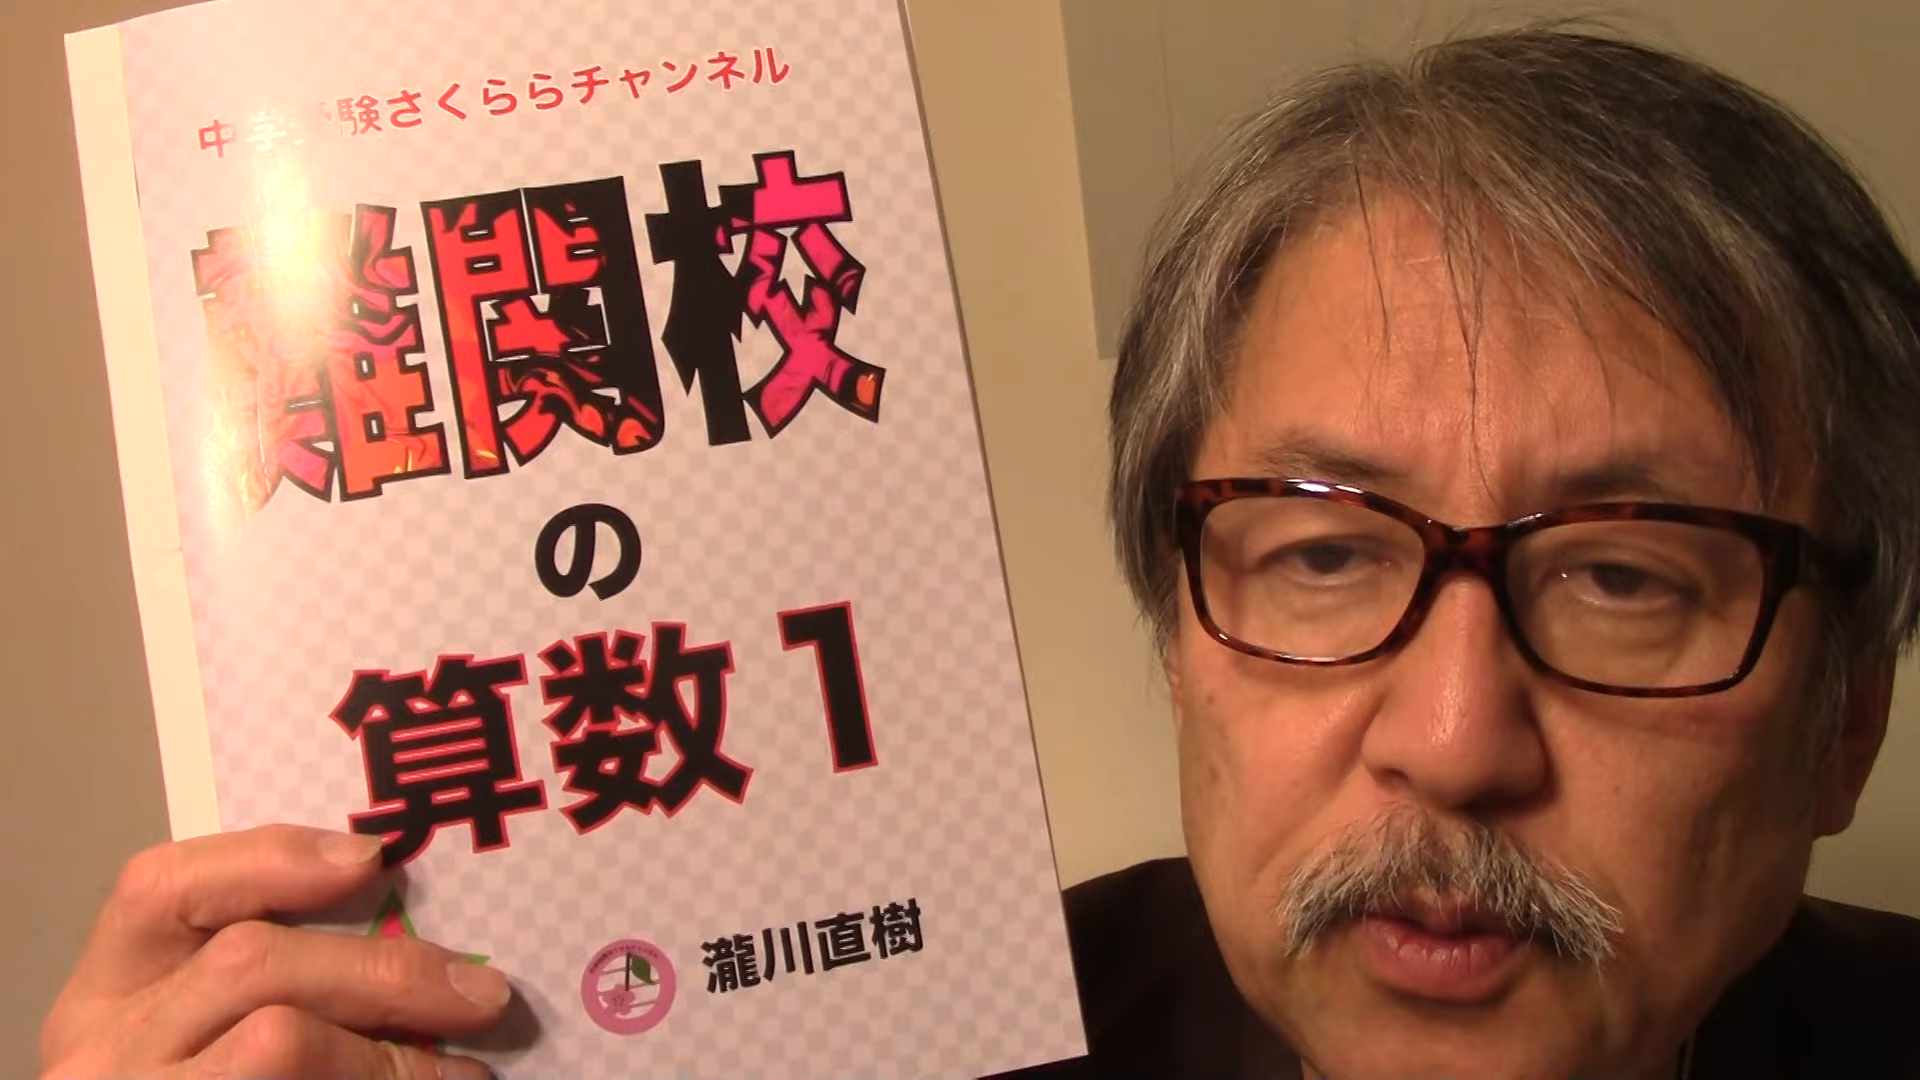 中学受験さくららチャンネル
難関校
の
算数1
瀧川直樹